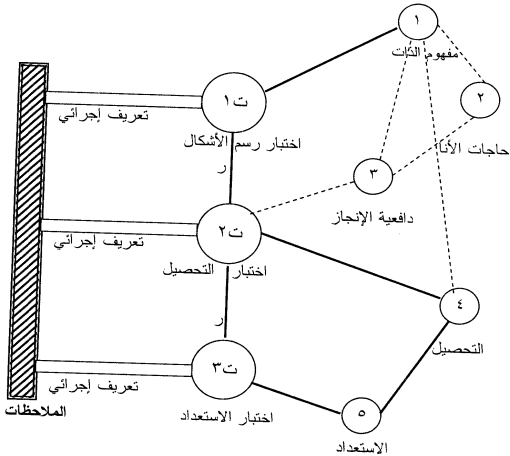 ١
مفهوم الذات
٢
حاجات الأنا
ت١
تعريف إجرائي
اختبار رسم الأشكال
ر
٣
دافعية الإنجاز
ت٢
تعريف إجرائي
اختبار التحصيل
ر
٤
التحصيل
ت٣
تعريف إجرائي
اختبار الاستعداد
٥
الاستعداد
الملاحظات